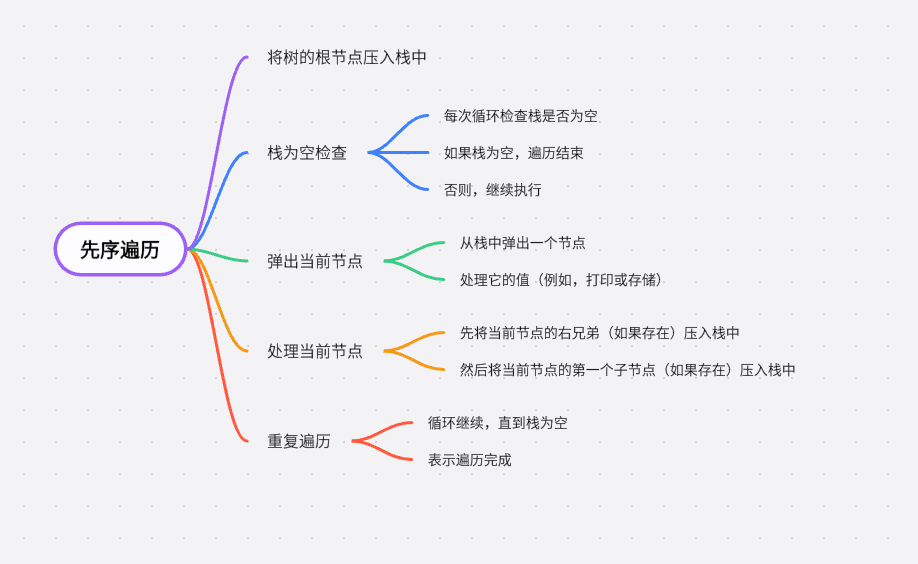 先序遍历
将树的根节点压入栈中
栈为空检查
每次循环检查栈是否为空
如果栈为空，遍历结束
否则，继续执行
弹出当前节点
从栈中弹出一个节点
处理它的值（例如，打印或存储）
处理当前节点
先将当前节点的右兄弟（如果存在）压入栈中
然后将当前节点的第一个子节点（如果存在）压入栈中
重复遍历
循环继续，直到栈为空
表示遍历完成